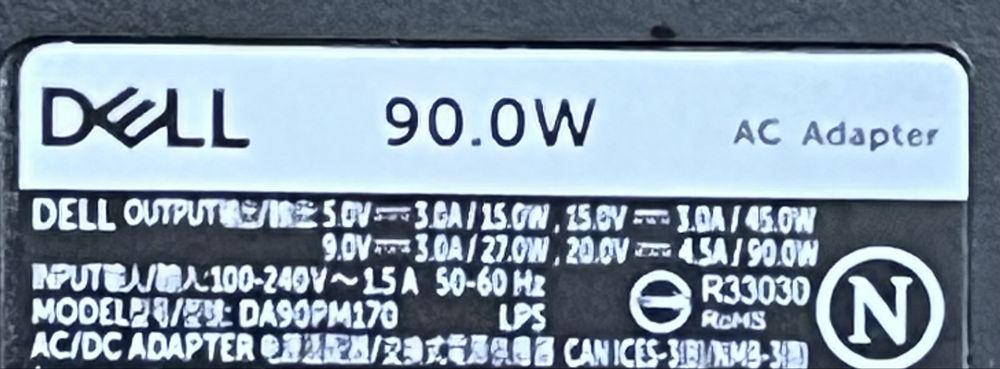 DELL 90.0W AC Adapter
DELL OUTPUT 5.0V⎓3.0A/15.0W, 15.0V⎓3.0A/45.0W
9.0V⎓3.0A/27.0W, 20.0V⎓4.5A/90.0W
INPUT 100-240V~1.5A 50-60 Hz R33030
RoHS
MODEL DA90PM170 LPS N
AC/DC ADAPTER CAN ICES-3